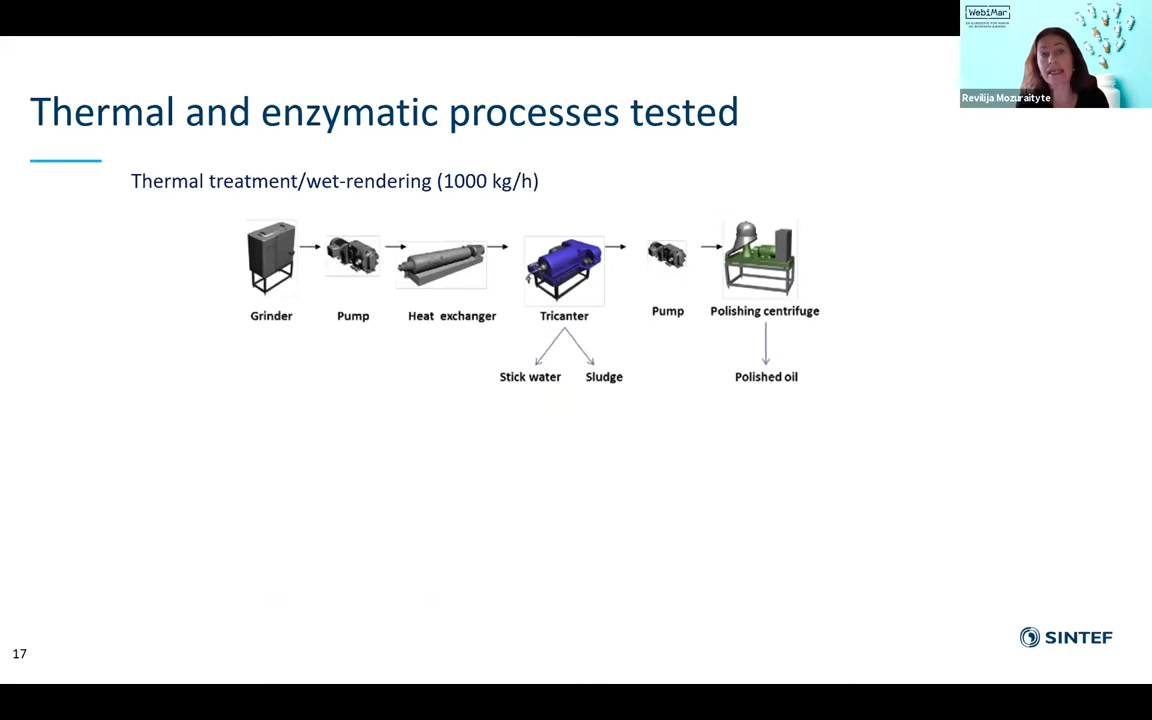 WebiMar
Revilija Mozuraityte
Thermal and enzymatic processes tested
Thermal treatment/wet-rendering (1000 kg/h)
Grinder
Pump
Heat exchanger
Tricanter
Pump
Polishing centrifuge
Stick water
Sludge
Polished oil
SINTEF
17